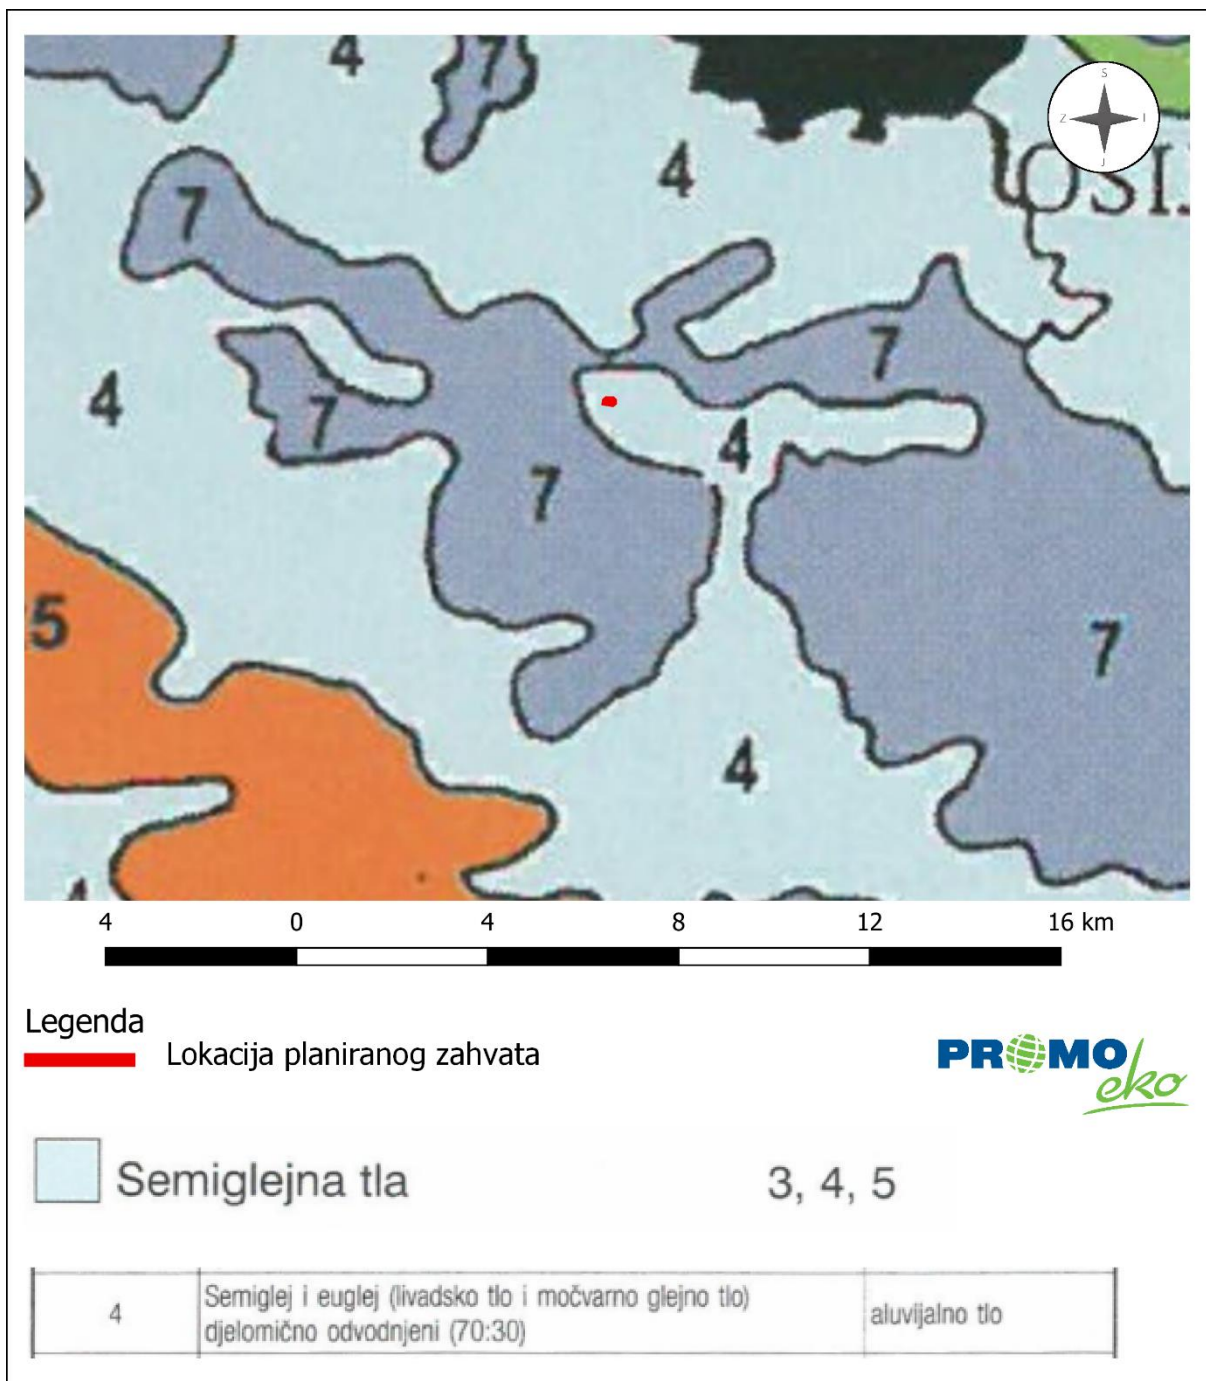 4
7
S
Z
I
J
4
OSIJ
7
7
4
7
4
7
7
5
7
4
4
4 0 4 8 12 16 km
Legenda
Lokacija planiranog zahvata
PROMO
eko
Semiglejna tla 3, 4, 5
4 Semiglej i euglej (livadsko tlo i močvarno glejno tlo) aluvijalno tlo
djelomično odvodnjeni (70:30)